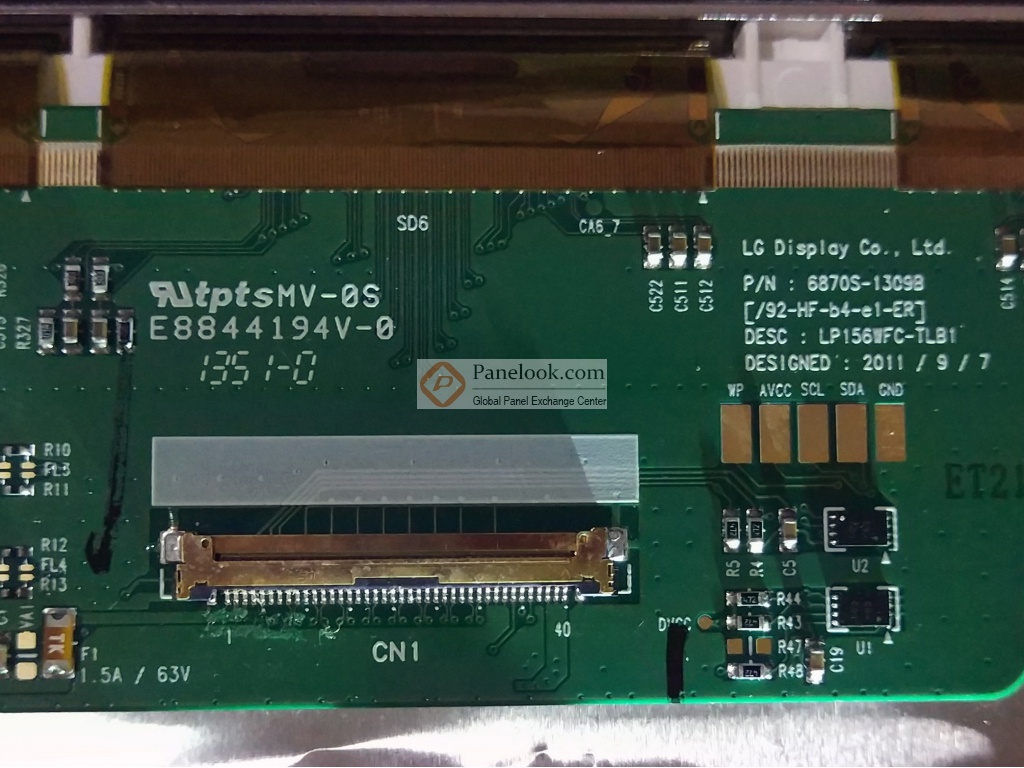 SD6
CA6_7
LG Display Co., Ltd.
P/N : 6870S-1309B
[/92-HF-b4-e1-ER]
DESC : LP156WFC-TLB1
DESIGNED : 2011 / 9 / 7
C522
C511
C512
C514
R327
tptsMV-0S
E8844194V-0
1351-0
Panelook.com
Global Panel Exchange Center
WP AVCC SCL SDA GND
R10
FL3
R11
ET21
R12
FL4
R13
R5
R4
C5
U2
R44
R43
R47
R48
C19
U1
DVCC
VA1
TK
F1
1.5A / 63V
1
40
CN1